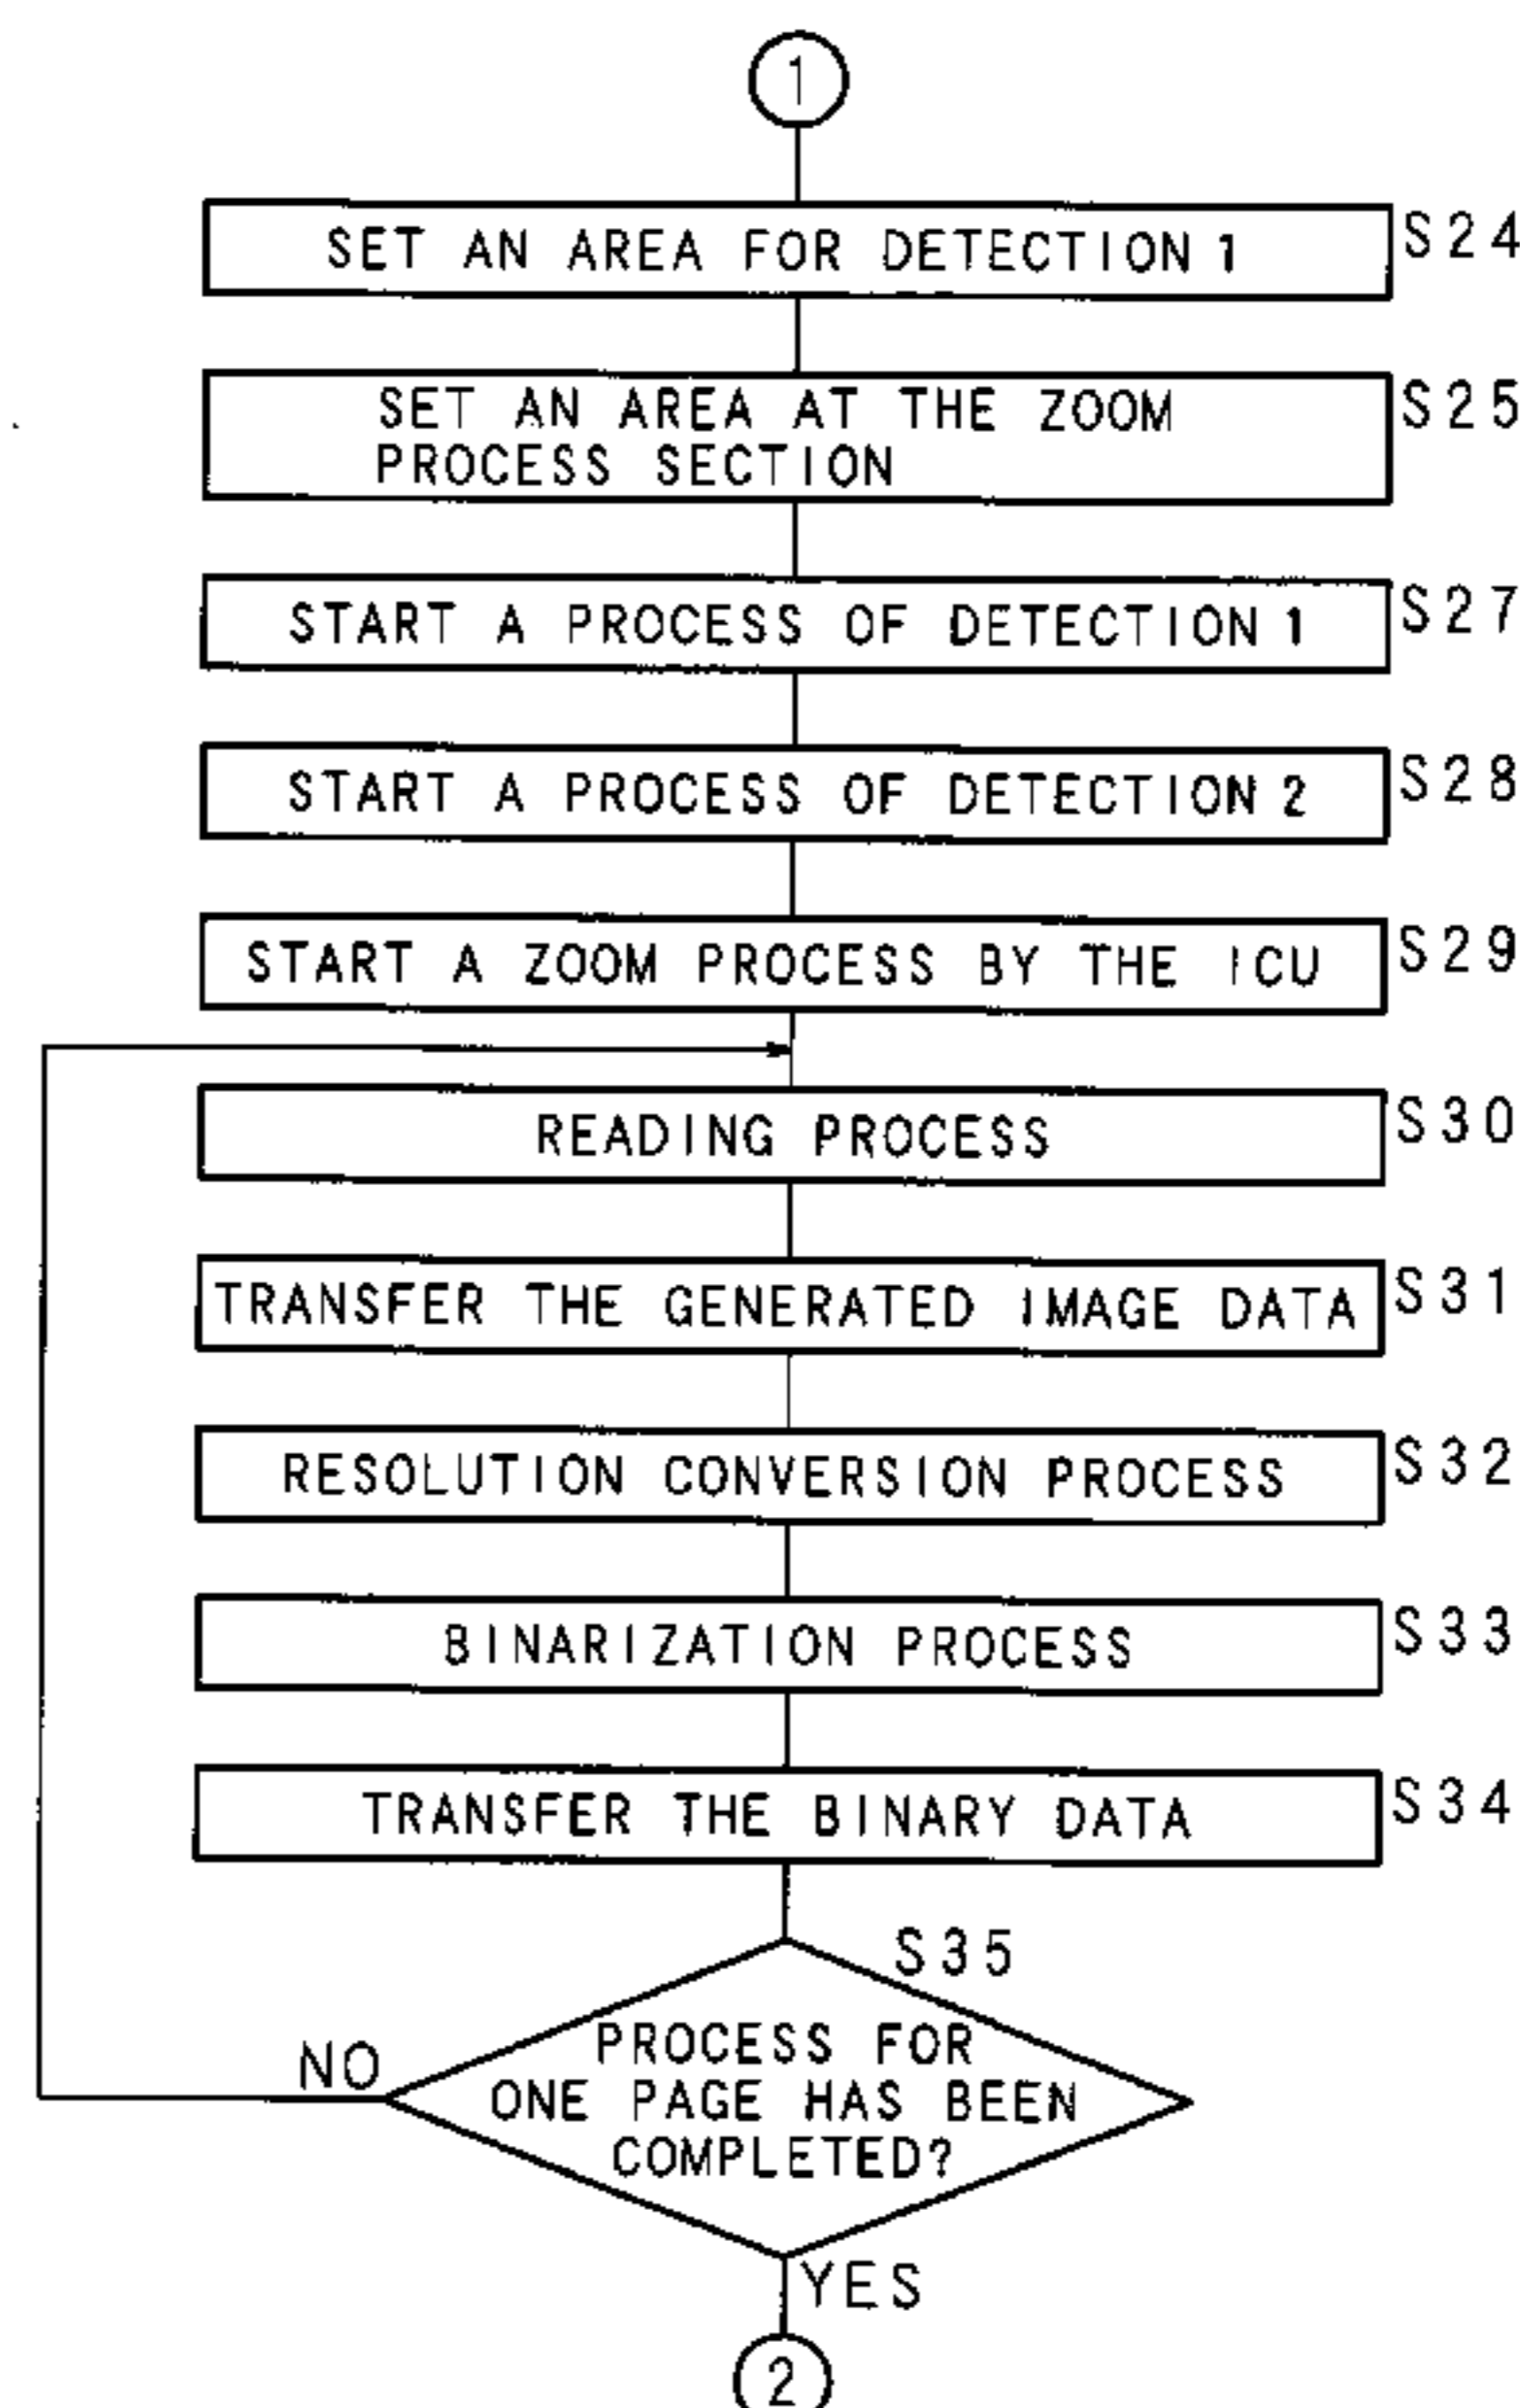 1
SET AN AREA FOR DETECTION 1 S24
SET AN AREA AT THE ZOOM S25
PROCESS SECTION
START A PROCESS OF DETECTION 1 S27
START A PROCESS OF DETECTION 2 S28
START A ZOOM PROCESS BY THE ICU S29
READING PROCESS S30
TRANSFER THE GENERATED IMAGE DATA S31
RESOLUTION CONVERSION PROCESS S32
BINARIZATION PROCESS S33
TRANSFER THE BINARY DATA S34
S35
PROCESS FOR
NO ONE PAGE HAS BEEN
COMPLETED?
YES
2